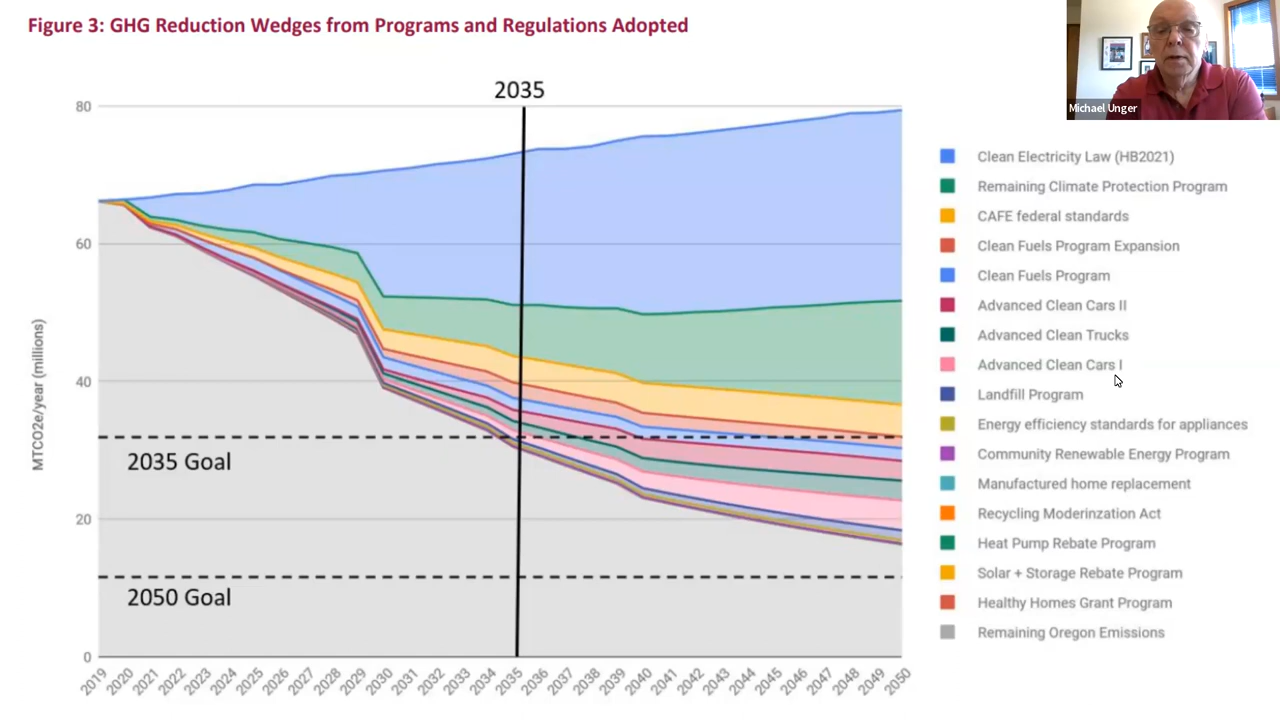 Figure 3: GHG Reduction Wedges from Programs and Regulations Adopted
Michael Unger
2035
80
60
40
20
0
MTCO2e/year (millions)
2035 Goal
2050 Goal
2019
2020
2021
2022
2023
2024
2025
2026
2027
2028
2029
2030
2031
2032
2033
2034
2035
2036
2037
2038
2039
2040
2041
2042
2043
2044
2045
2046
2047
2048
2049
2050
Clean Electricity Law (HB2021)
Remaining Climate Protection Program
CAFE federal standards
Clean Fuels Program Expansion
Clean Fuels Program
Advanced Clean Cars II
Advanced Clean Trucks
Advanced Clean Cars I
Landfill Program
Energy efficiency standards for appliances
Community Renewable Energy Program
Manufactured home replacement
Recycling Moderinzation Act
Heat Pump Rebate Program
Solar + Storage Rebate Program
Healthy Homes Grant Program
Remaining Oregon Emissions